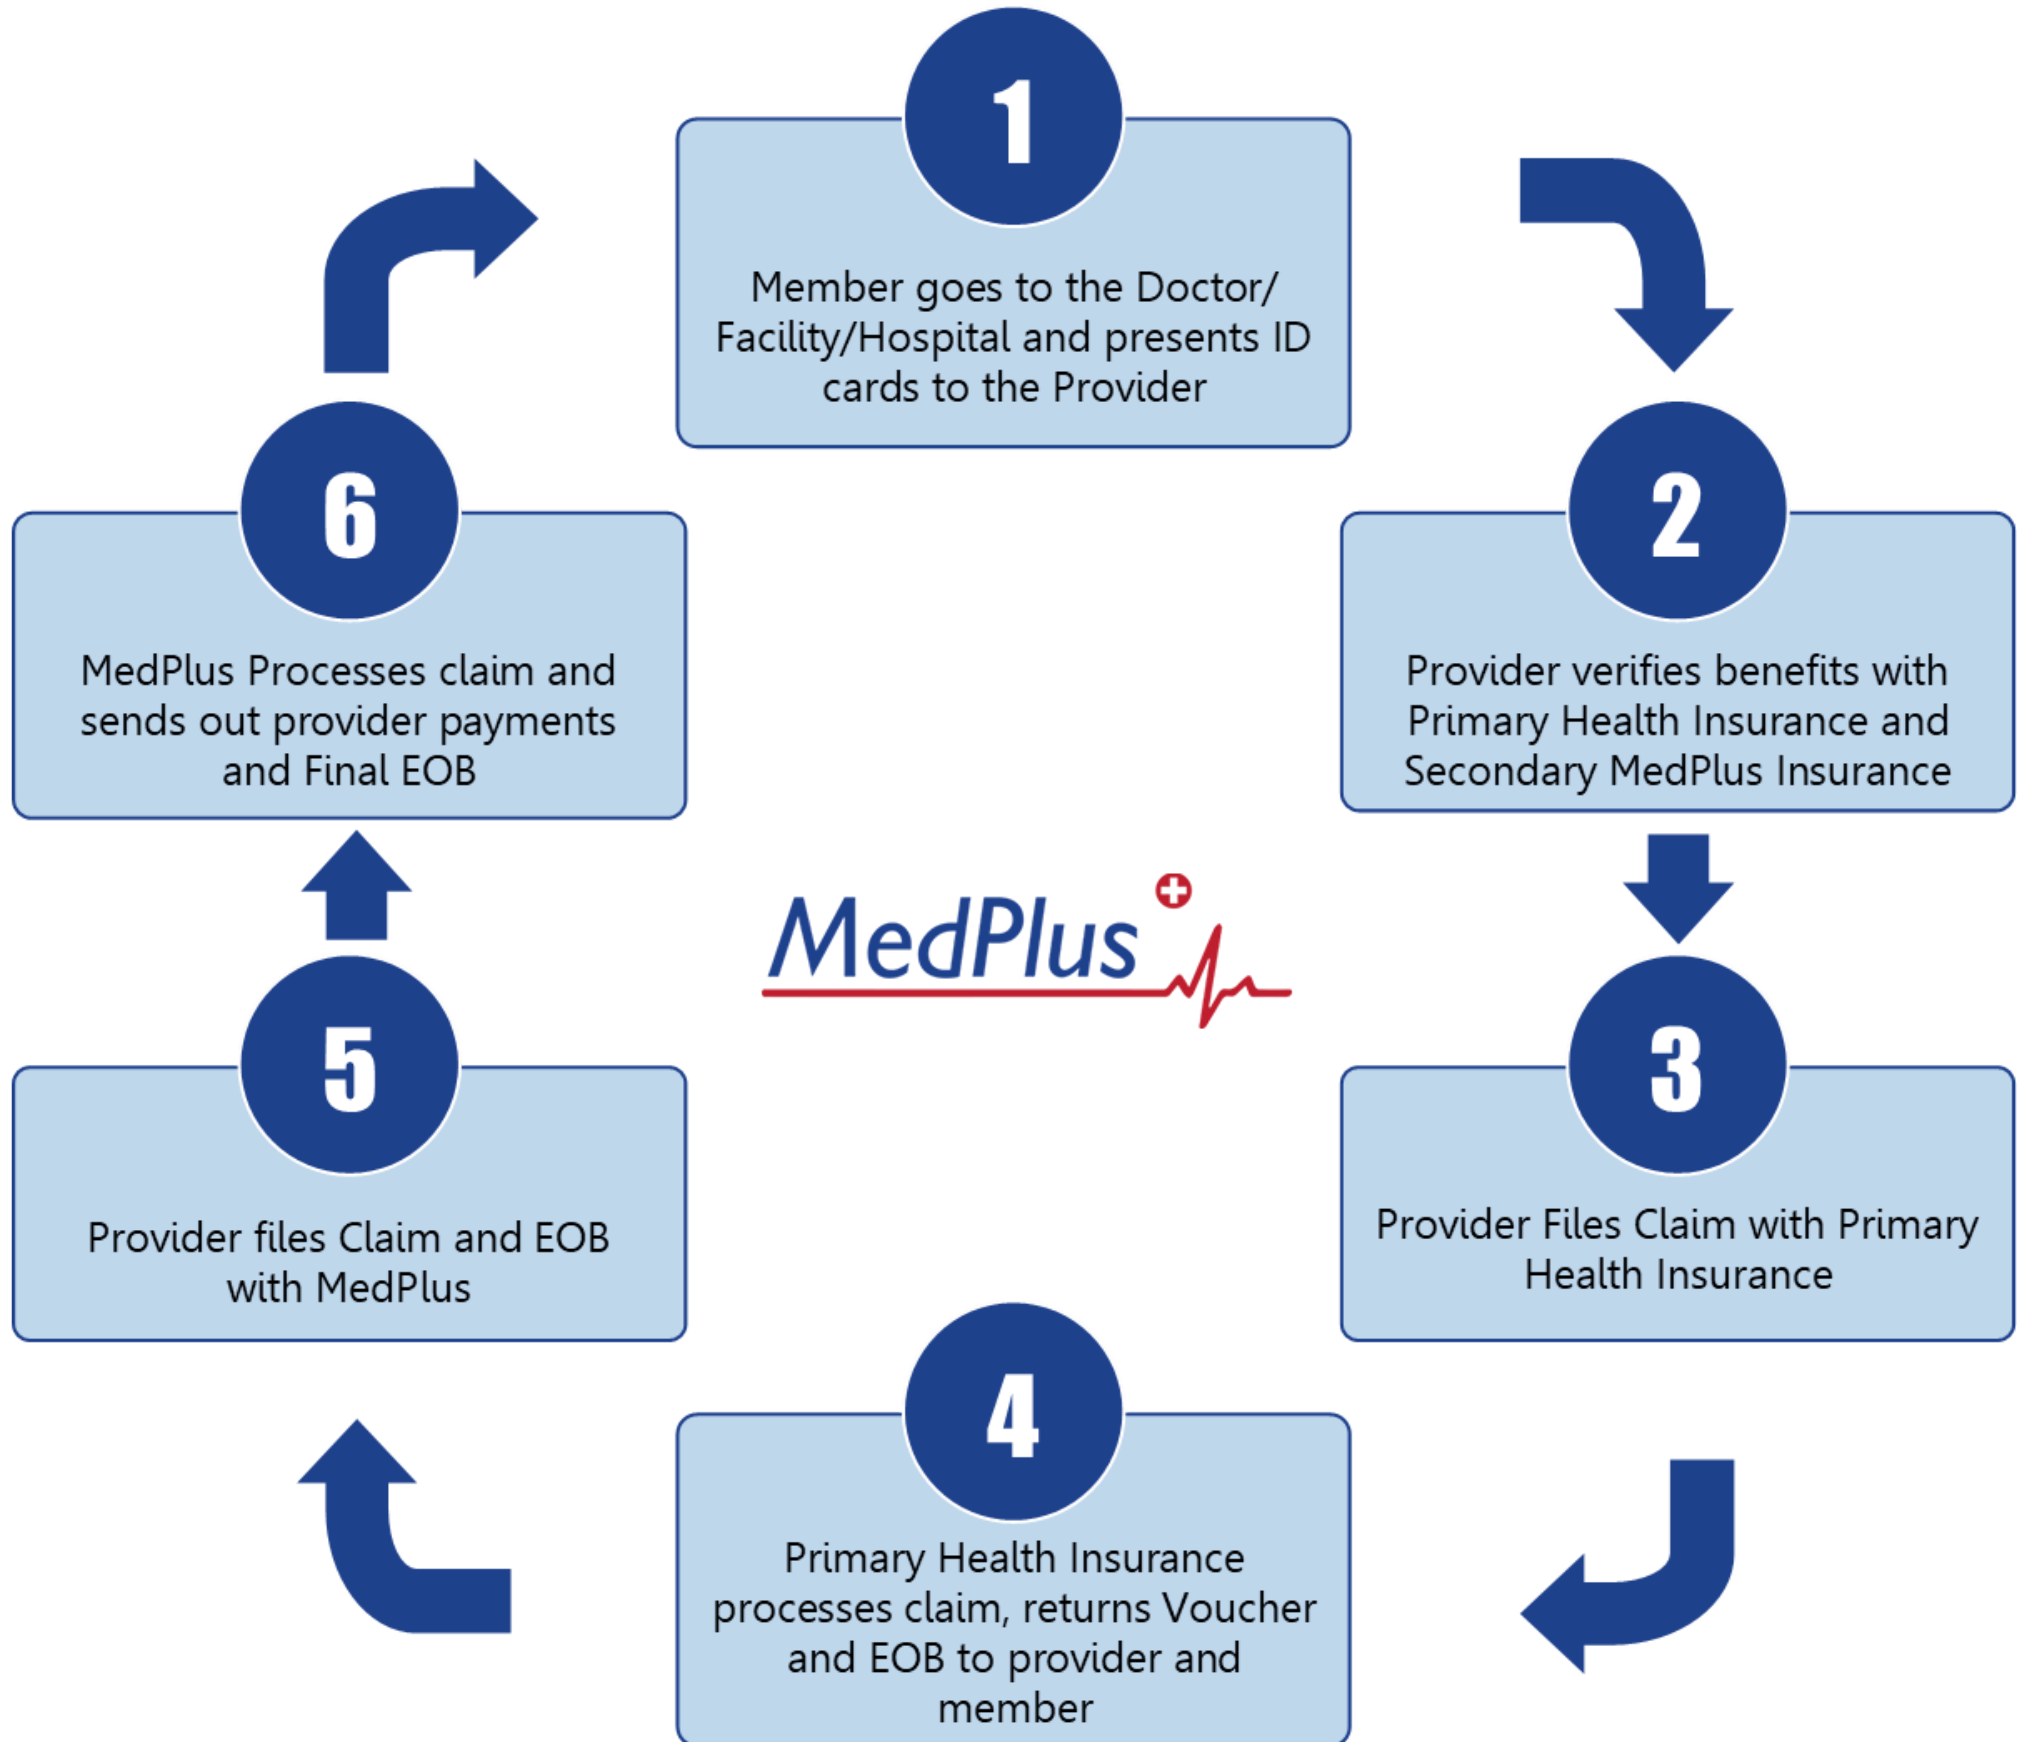 1
Member goes to the Doctor/
Facility/Hospital and presents ID
cards to the Provider
2
Provider verifies benefits with
Primary Health Insurance and
Secondary MedPlus Insurance
3
Provider Files Claim with Primary
Health Insurance
4
Primary Health Insurance
processes claim, returns Voucher
and EOB to provider and
member
5
Provider files Claim and EOB
with MedPlus
6
MedPlus Processes claim and
sends out provider payments
and Final EOB
MedPlus